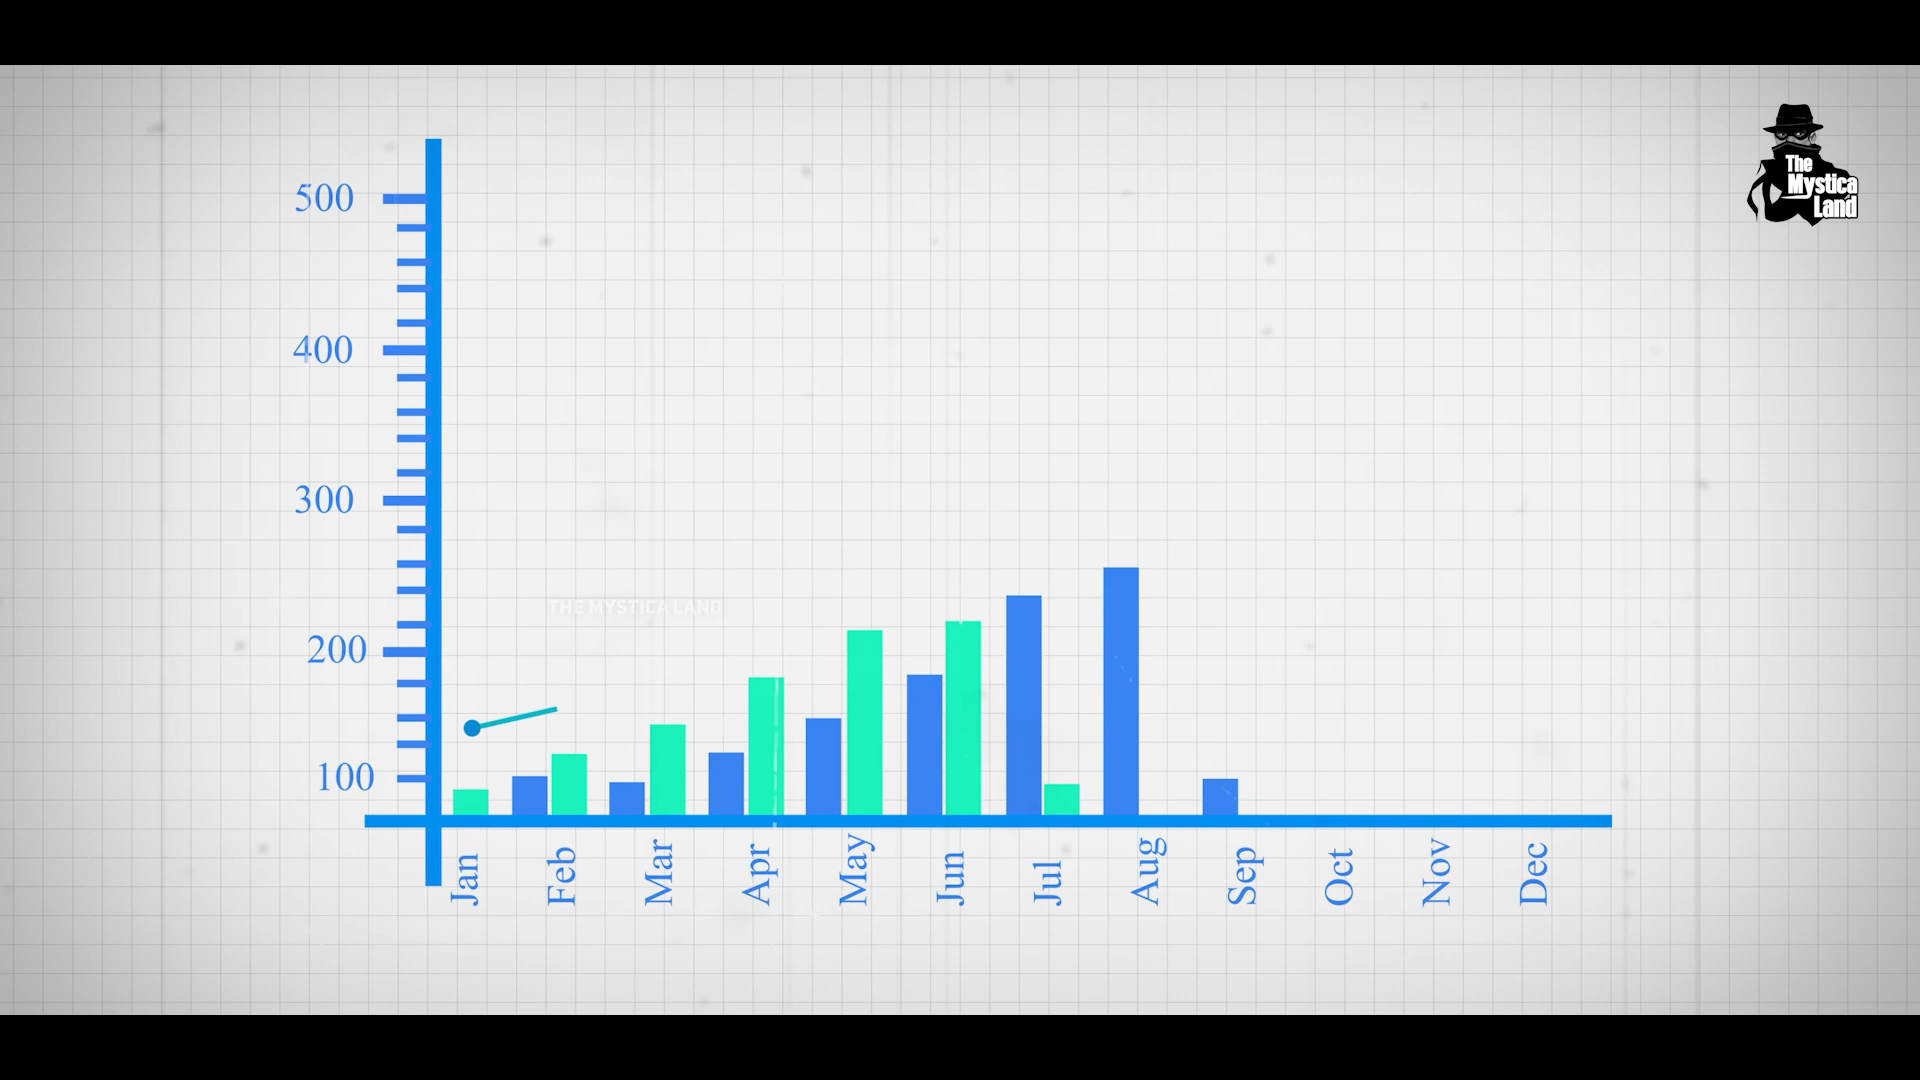 The
Mystica
Land
500
400
300
THE MYSTICA LAND
200
100
Jan Feb Mar Apr May Jun Jul Aug Sep Oct Nov Dec